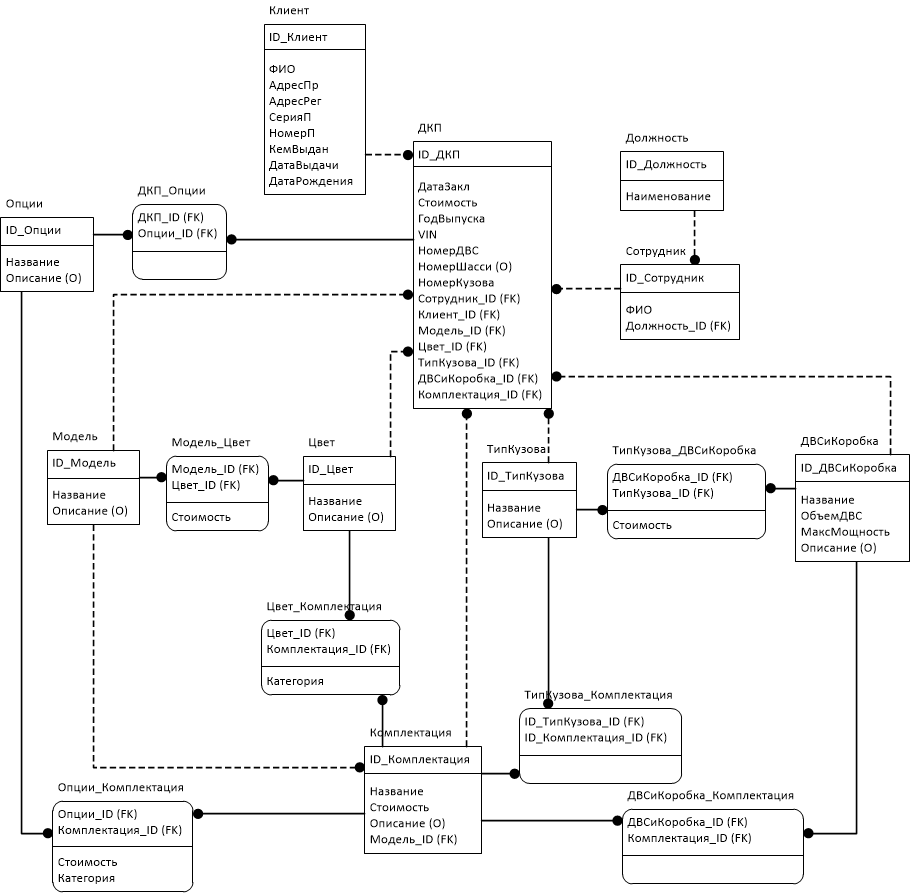 Клиент
ID_Клиент
ФИО
АдресПр
АдресРег
СерияП
НомерП
КемВыдан
ДатаВыдачи
ДатаРождения
ДКП
ID_ДКП
ДатаЗакл
Стоимость
ГодВыпуска
VIN
НомерДВС
НомерШасси (O)
НомерКузова
Сотрудник_ID (FK)
Клиент_ID (FK)
Модель_ID (FK)
Цвет_ID (FK)
ТипКузова_ID (FK)
ДВСиКоробка_ID (FK)
Комплектация_ID (FK)
Должность
ID_Должность
Наименование
Сотрудник
ID_Сотрудник
ФИО
Должность_ID (FK)
Опции
ID_Опции
Название
Описание (O)
ДКП_Опции
ДКП_ID (FK)
Опции_ID (FK)
Модель
ID_Модель
Название
Описание (O)
Модель_Цвет
Модель_ID (FK)
Цвет_ID (FK)
Стоимость
Цвет
ID_Цвет
Название
Описание (O)
ТипКузова
ID_ТипКузова
Название
Описание (O)
ТипКузова_ДВСиКоробка
ДВСиКоробка_ID (FK)
ТипКузова_ID (FK)
Стоимость
ДВСиКоробка
ID_ДВСиКоробка
Название
ОбъемДВС
МаксМощность
Описание (O)
Цвет_Комплектация
Цвет_ID (FK)
Комплектация_ID (FK)
Категория
ТипКузова_Комплектация
ID_ТипКузова_ID (FK)
ID_Комплектация_ID (FK)
Комплектация
ID_Комплектация
Название
Стоимость
Описание (O)
Модель_ID (FK)
Опции_Комплектация
Опции_ID (FK)
Комплектация_ID (FK)
Стоимость
Категория
ДВСиКоробка_Комплектация
ДВСиКоробка_ID (FK)
Комплектация_ID (FK)